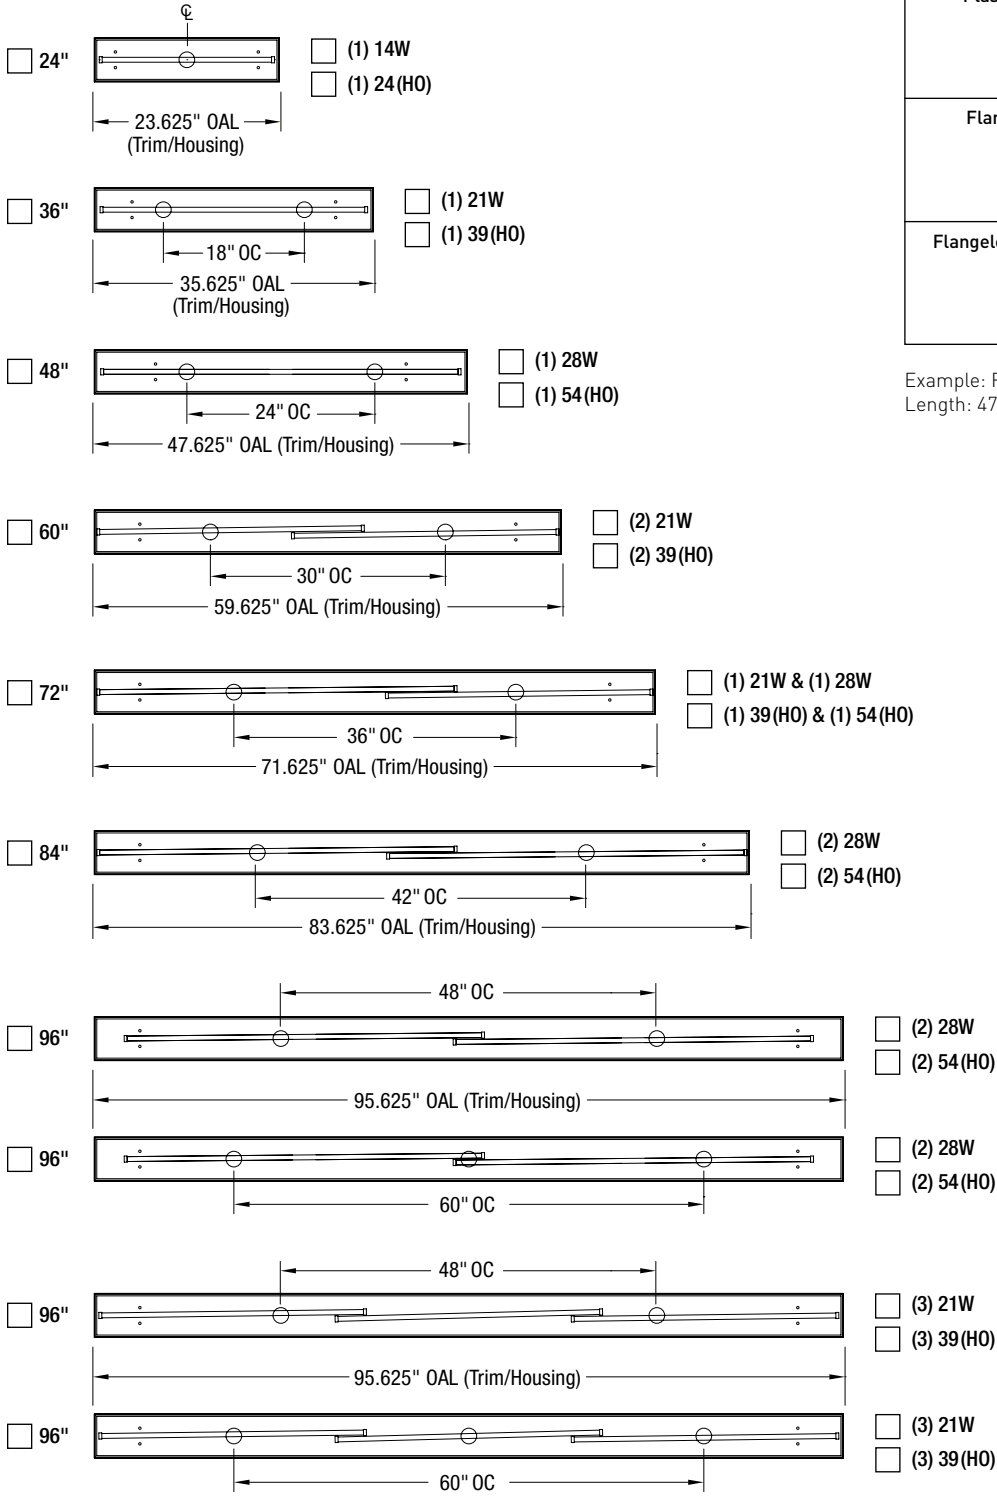 ℄
24"
(1) 14W
(1) 24(HO)
23.625" OAL
(Trim/Housing)
36"
(1) 21W
(1) 39(HO)
18" OC
35.625" OAL
(Trim/Housing)
48"
(1) 28W
(1) 54(HO)
24" OC
47.625" OAL (Trim/Housing)
60"
(2) 21W
(2) 39(HO)
30" OC
59.625" OAL (Trim/Housing)
72"
(1) 21W & (1) 28W
(1) 39(HO) & (1) 54(HO)
36" OC
71.625" OAL (Trim/Housing)
84"
(2) 28W
(2) 54(HO)
42" OC
83.625" OAL (Trim/Housing)
48" OC
96"
(2) 28W
(2) 54(HO)
95.625" OAL (Trim/Housing)
96"
(2) 28W
(2) 54(HO)
60" OC
48" OC
96"
(3) 21W
(3) 39(HO)
95.625" OAL (Trim/Housing)
96"
(3) 21W
(3) 39(HO)
60" OC
Example:
Length: 47